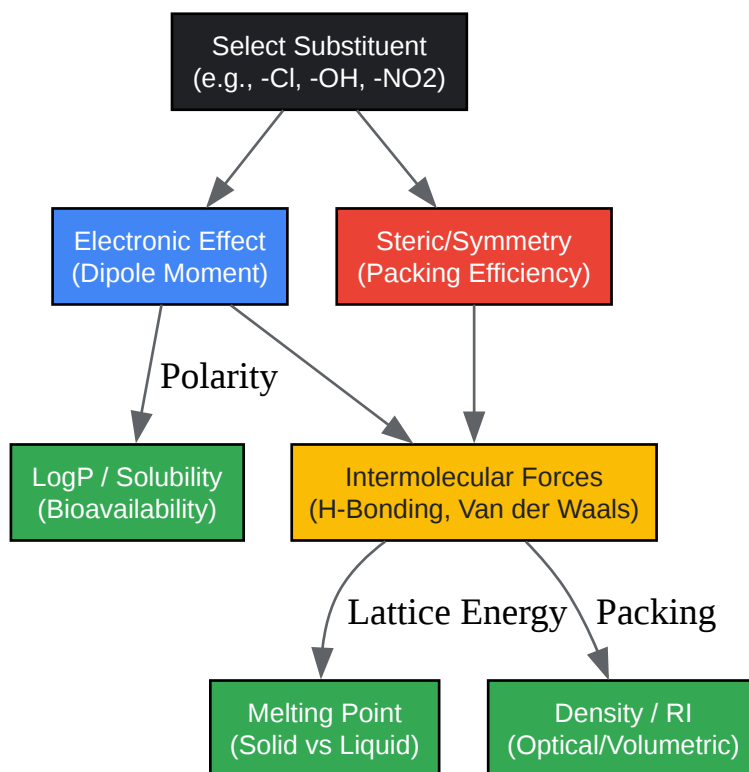 Select Substituent
(e.g., -Cl, -OH, -NO2)
Electronic Effect
(Dipole Moment)
Steric/Symmetry
(Packing Efficiency)
Polarity
LogP / Solubility
(Bioavailability)
Intermolecular Forces
(H-Bonding, Van der Waals)
Lattice Energy
Packing
Melting Point
(Solid vs Liquid)
Density / RI
(Optical/Volumetric)